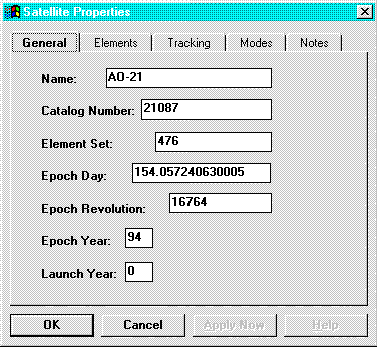 Satellite Properties
General Elements Tracking Modes Notes
Name: AO-21
Catalog Number: 21087
Element Set: 476
Epoch Day: 154.057240630005
Epoch Revolution: 16764
Epoch Year: 94
Launch Year: 0
OK Cancel Apply Now Help